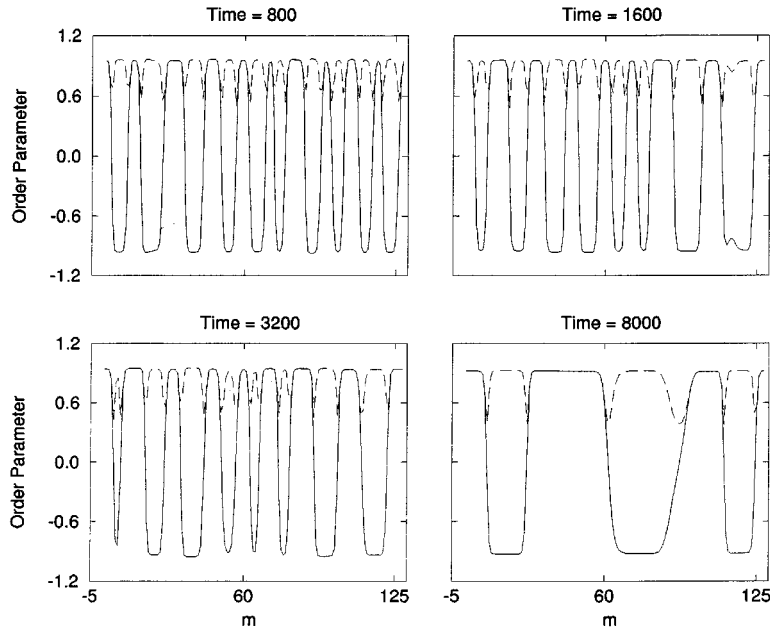 Time = 800
Time = 1600
1.2
0.6
0.0
-0.6
-1.2
Order Parameter
Time = 3200
Time = 8000
1.2
0.6
0.0
-0.6
-1.2
Order Parameter
-5
60
125
60
125
m
m